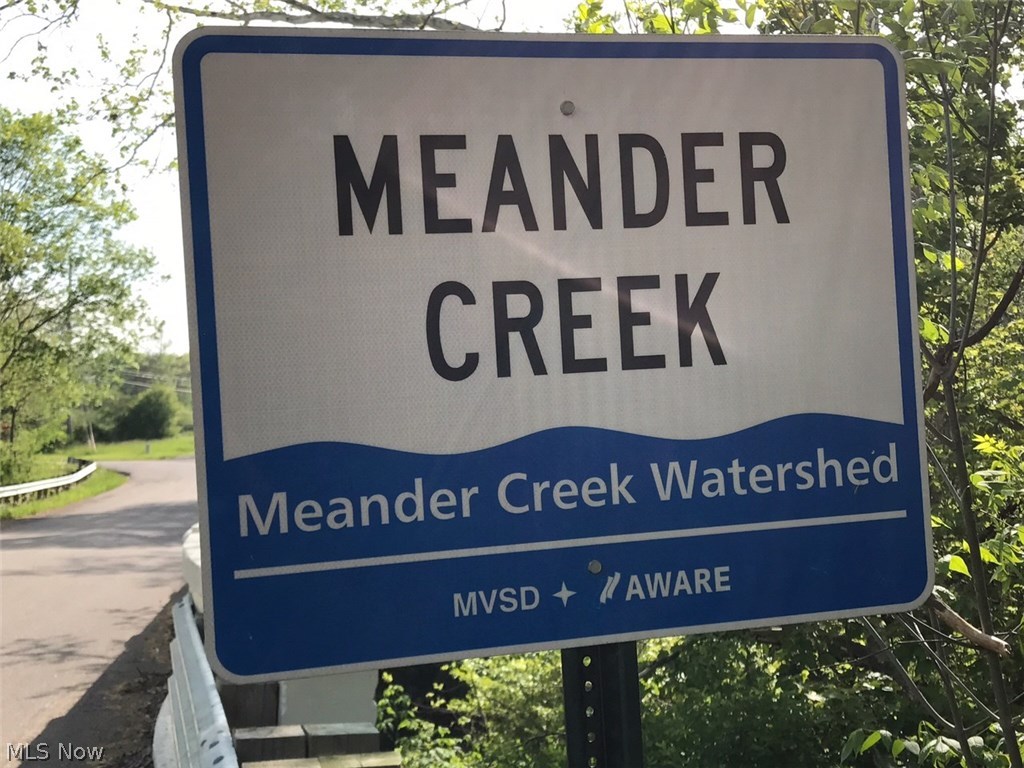 MEANDER
CREEK
Meander Creek Watershed
MVSD AWARE
MLS Now